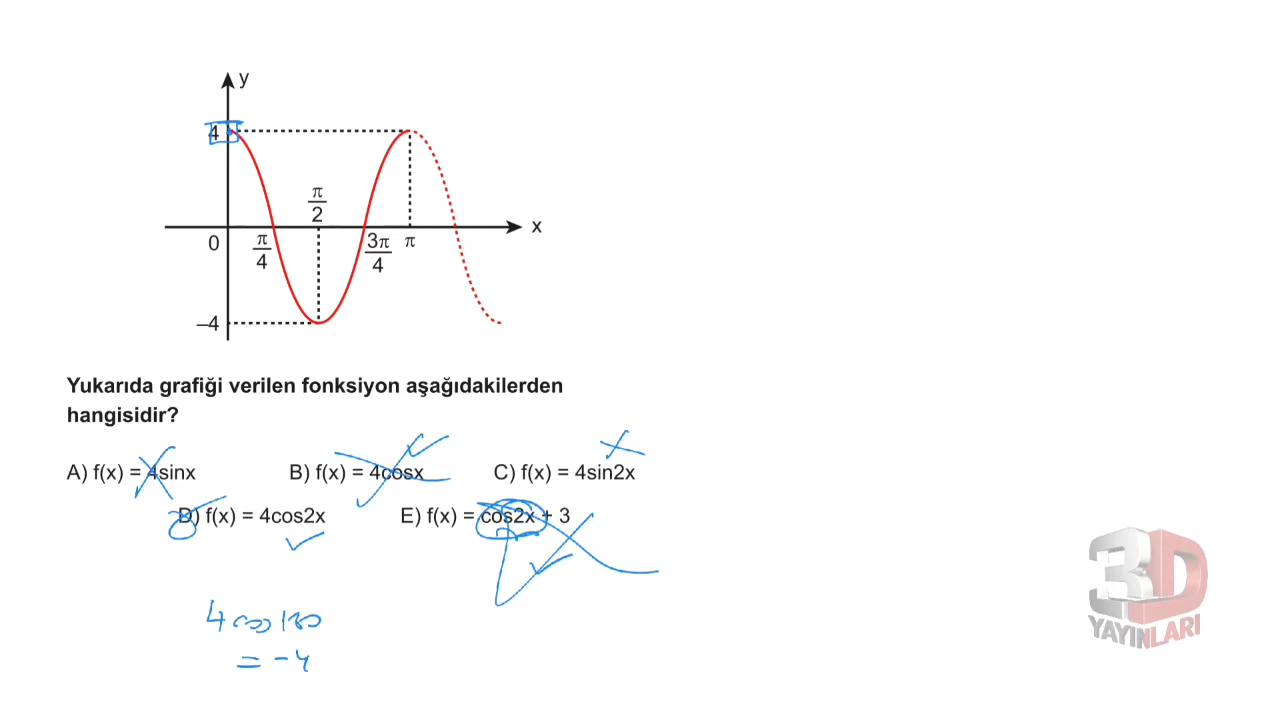 y
4
π
2
x
0
π
4
3π
4
π
–4
Yukarıda grafiği verilen fonksiyon aşağıdakilerden
hangisidir?
A) f(x) = 4sinx B) f(x) = 4cosx C) f(x) = 4sin2x
D) f(x) = 4cos2x E) f(x) = cos2x + 3
4 cos 180
= -4
3D
YAYINLARI